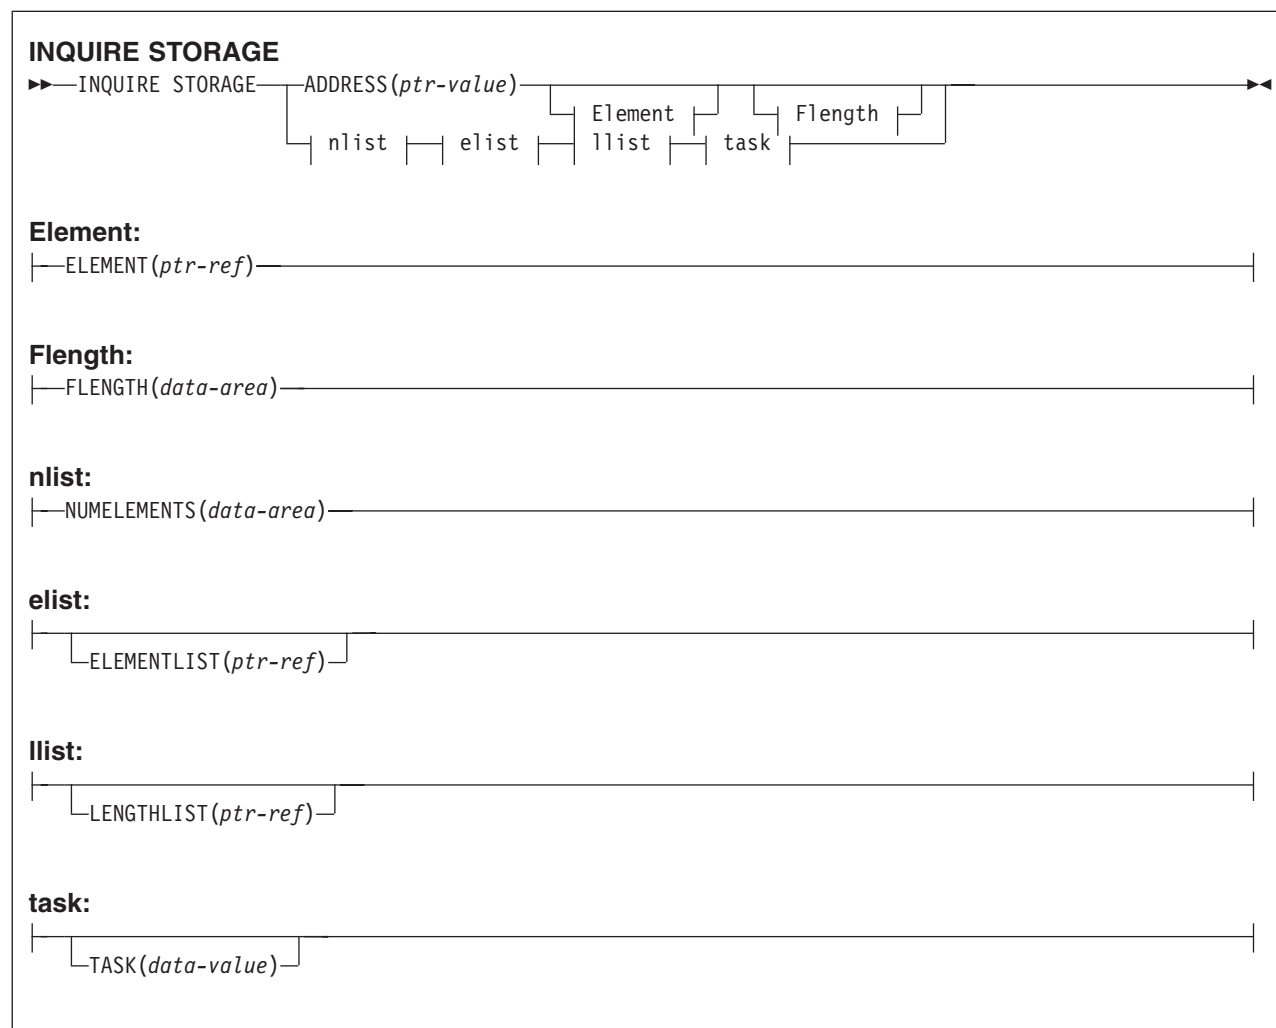 INQUIRE STORAGE
INQUIRE STORAGE ADDRESS(ptr-value)
Element Flength
nlist elist llist task
Element:
ELEMENT(ptr-ref)
Flength:
FLENGTH(data-area)
nlist:
NUMELEMENTS(data-area)
elist:
ELEMENTLIST(ptr-ref)
llist:
LENGTHLIST(ptr-ref)
task:
TASK(data-value)